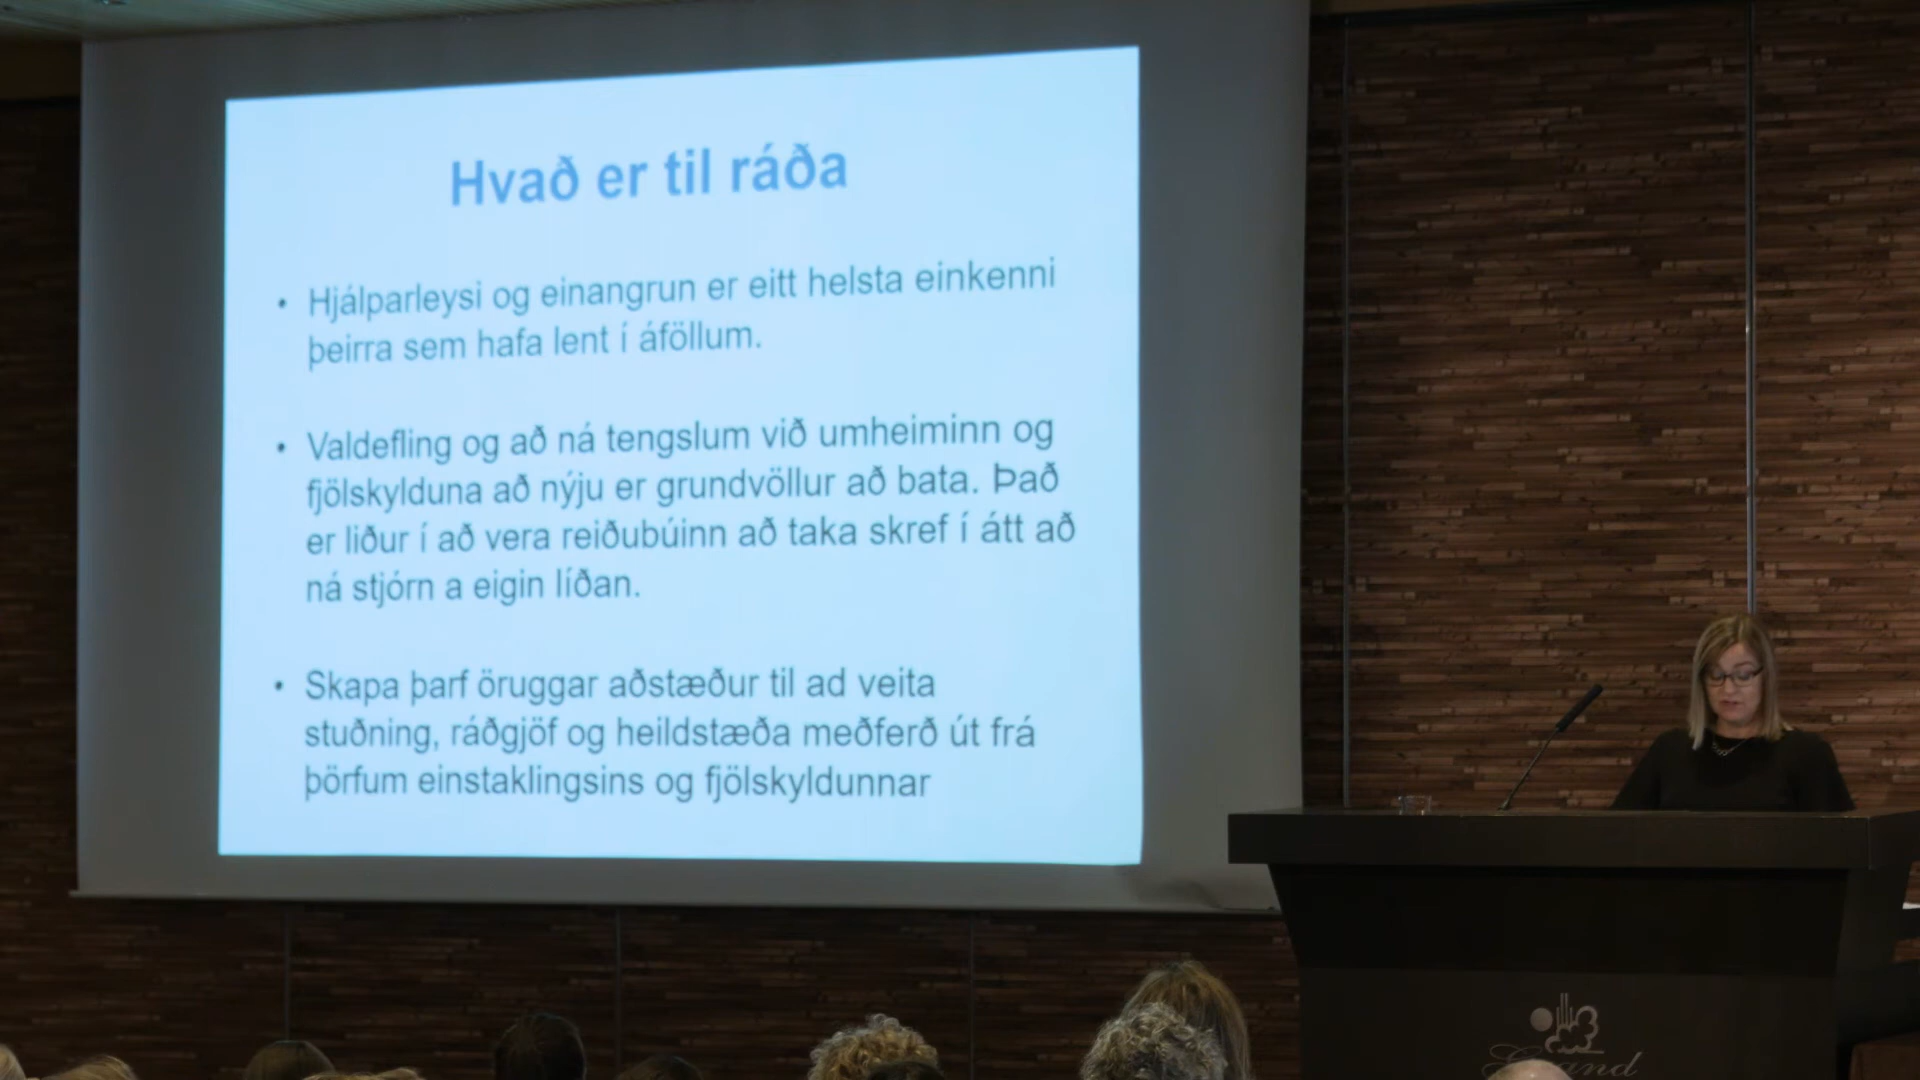 Hvað er til ráða
• Hjálparleysi og einangrun er eitt helsta einkenni
þeirra sem hafa lent í áföllum.
• Valdefling og að ná tengslum við umheiminn og
fjölskylduna að nýju er grundvöllur að bata. Það
er liður í að vera reiðubúinn að taka skref í átt að
ná stjórn a eigin líðan.
• Skapa þarf öruggar aðstæður til ad veita
stuðning, ráðgjöf og heildstæða meðferð út frá
þörfum einstaklingsins og fjölskyldunnar
Grand